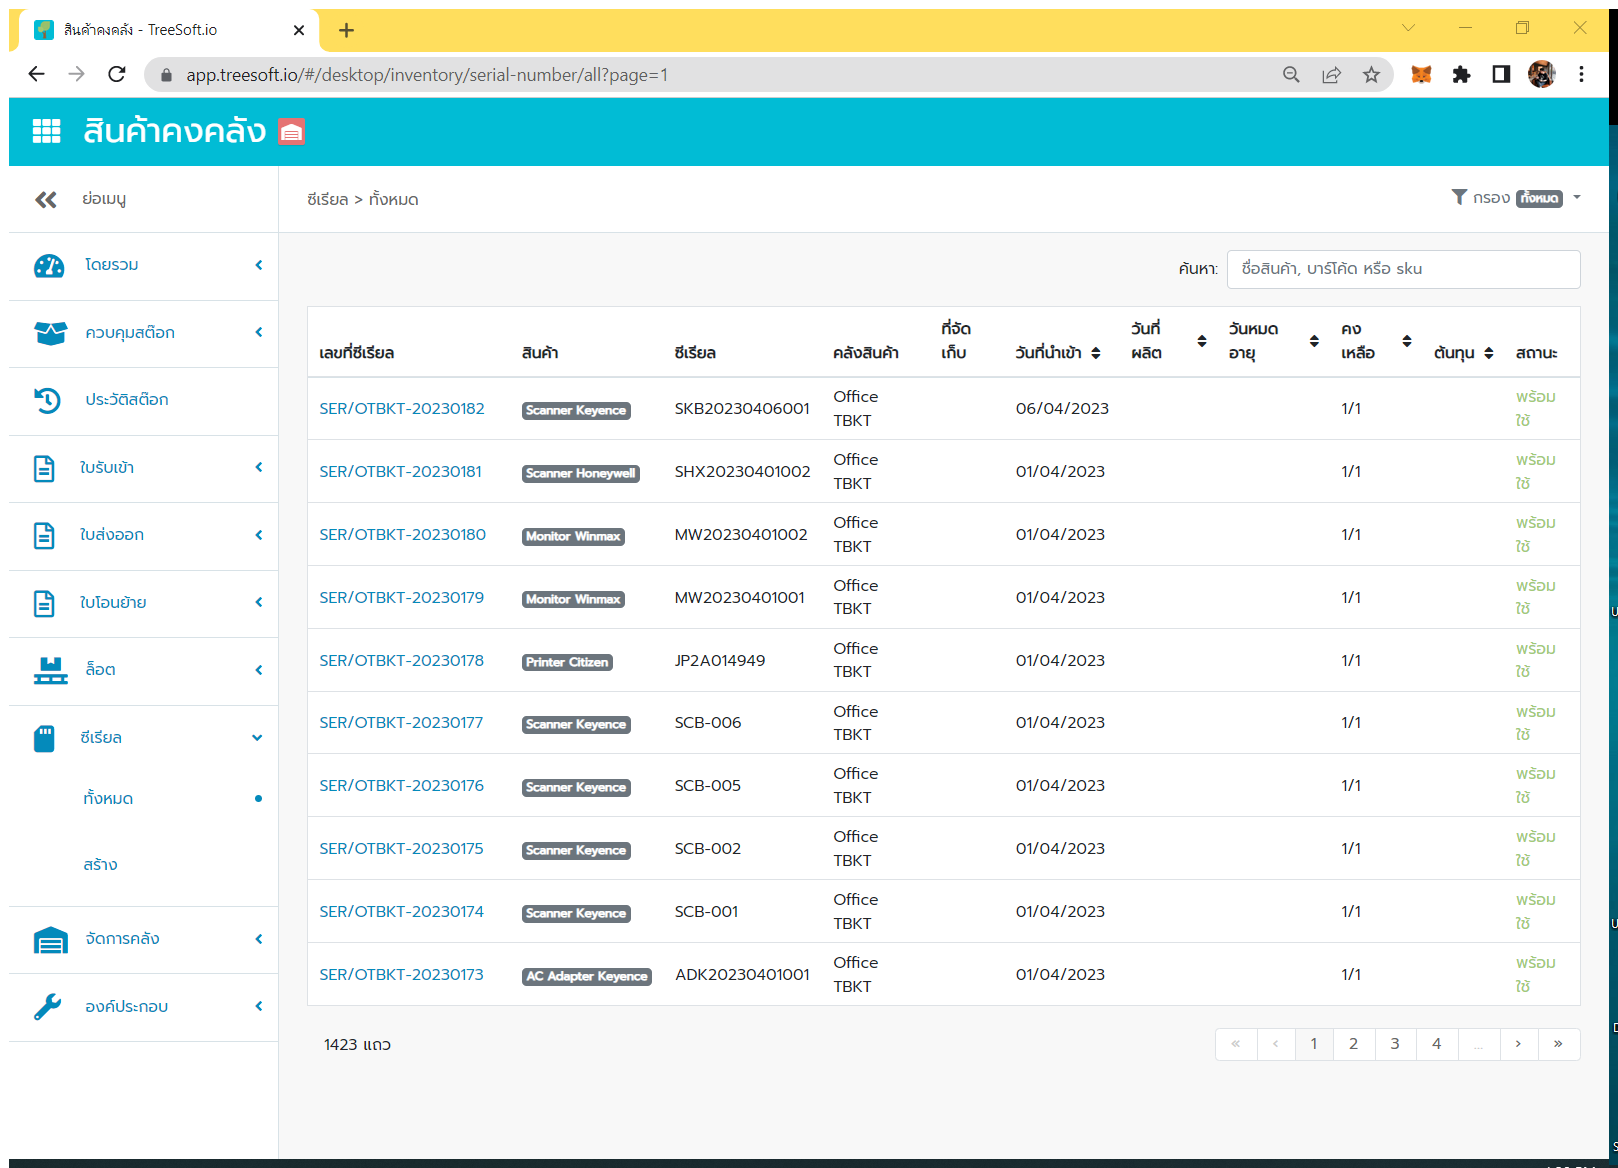 สินค้าคงคลัง - TreeSoft.io
app.treesoft.io/#/desktop/inventory/serial-number/all?page=1
สินค้าคงคลัง
ย่อเมนู
โดยรวม
ควบคุมสต๊อก
ประวัติสต๊อก
ใบรับเข้า
ใบส่งออก
ใบโอนย้าย
ล็อต
ซีเรียล
ทั้งหมด
สร้าง
จัดการคลัง
องค์ประกอบ
ซีเรียล > ทั้งหมด
กรอง ทั้งหมด
ค้นหา: ชื่อสินค้า, บาร์โค้ด หรือ sku
เลขที่ซีเรียล สินค้า ซีเรียล คลังสินค้า ที่จัดเก็บ วันที่นำเข้า วันที่ผลิต วันหมดอายุ คงเหลือ ต้นทุน สถานะ
SER/OTBKT-20230182 Scanner Keyence SKB20230406001 Office TBKT 06/04/2023 1/1 พร้อมใช้
SER/OTBKT-20230181 Scanner Honeywell SHX20230401002 Office TBKT 01/04/2023 1/1 พร้อมใช้
SER/OTBKT-20230180 Monitor Winmax MW20230401002 Office TBKT 01/04/2023 1/1 พร้อมใช้
SER/OTBKT-20230179 Monitor Winmax MW20230401001 Office TBKT 01/04/2023 1/1 พร้อมใช้
SER/OTBKT-20230178 Printer Citizen JP2A014949 Office TBKT 01/04/2023 1/1 พร้อมใช้
SER/OTBKT-20230177 Scanner Keyence SCB-006 Office TBKT 01/04/2023 1/1 พร้อมใช้
SER/OTBKT-20230176 Scanner Keyence SCB-005 Office TBKT 01/04/2023 1/1 พร้อมใช้
SER/OTBKT-20230175 Scanner Keyence SCB-002 Office TBKT 01/04/2023 1/1 พร้อมใช้
SER/OTBKT-20230174 Scanner Keyence SCB-001 Office TBKT 01/04/2023 1/1 พร้อมใช้
SER/OTBKT-20230173 AC Adapter Keyence ADK20230401001 Office TBKT 01/04/2023 1/1 พร้อมใช้
1423 แถว
« ‹ 1 2 3 4 ... › »